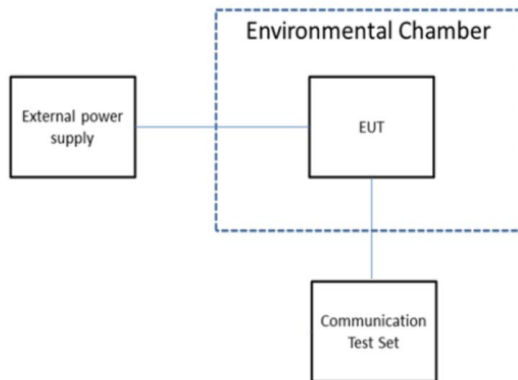 Environmental Chamber
External power
supply
EUT
Communication
Test Set